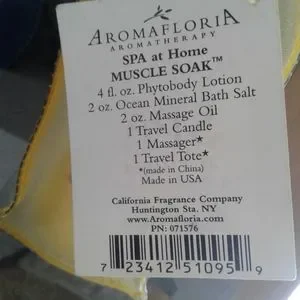 AROMAFLORIA
AROMATHERAPY
SPA at Home
MUSCLE SOAK™
4 fl. oz. Phytobody Lotion
2 oz. Ocean Mineral Bath Salt
2 oz. Massage Oil
1 Travel Candle
1 Massager*
1 Travel Tote*
*(made in China)
Made in USA
California Fragrance Company
Huntington Sta. NY
www.Aromafloria.com
PN: 071576
7 23412 51095 9